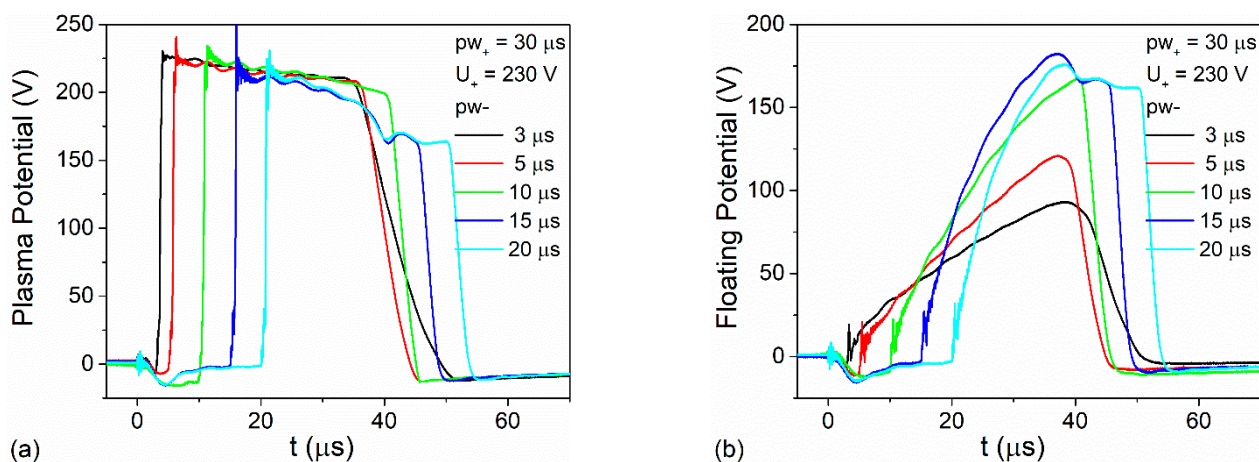 250
200
150
100
50
0
Plasma Potential (V)
pw₊ = 30 μs
U₊ = 230 V
pw-
3 μs
5 μs
10 μs
15 μs
20 μs
0 20 40 60
t (μs)
(a)
200
150
100
50
0
Floating Potential (V)
pw₊ = 30 μs
U₊ = 230 V
pw-
3 μs
5 μs
10 μs
15 μs
20 μs
0 20 40 60
t (μs)
(b)